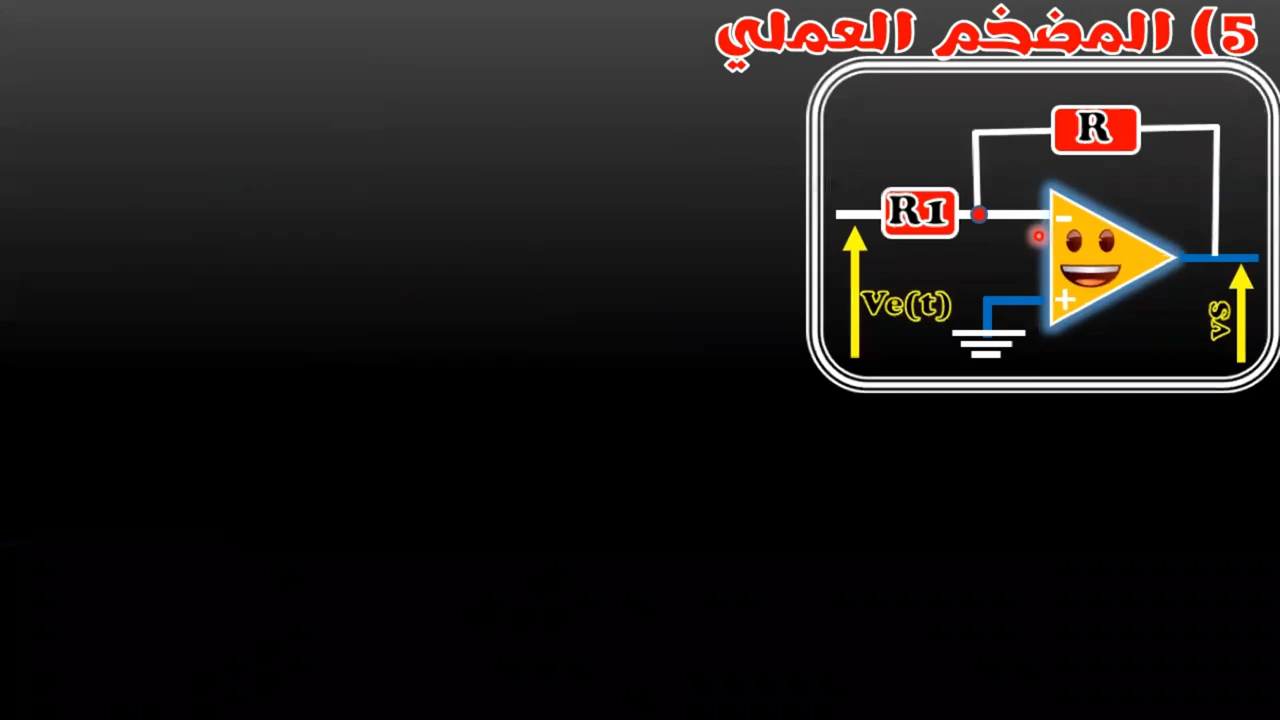 5) المضخم العملي
R
R1
-
Ve(t)
+
vs